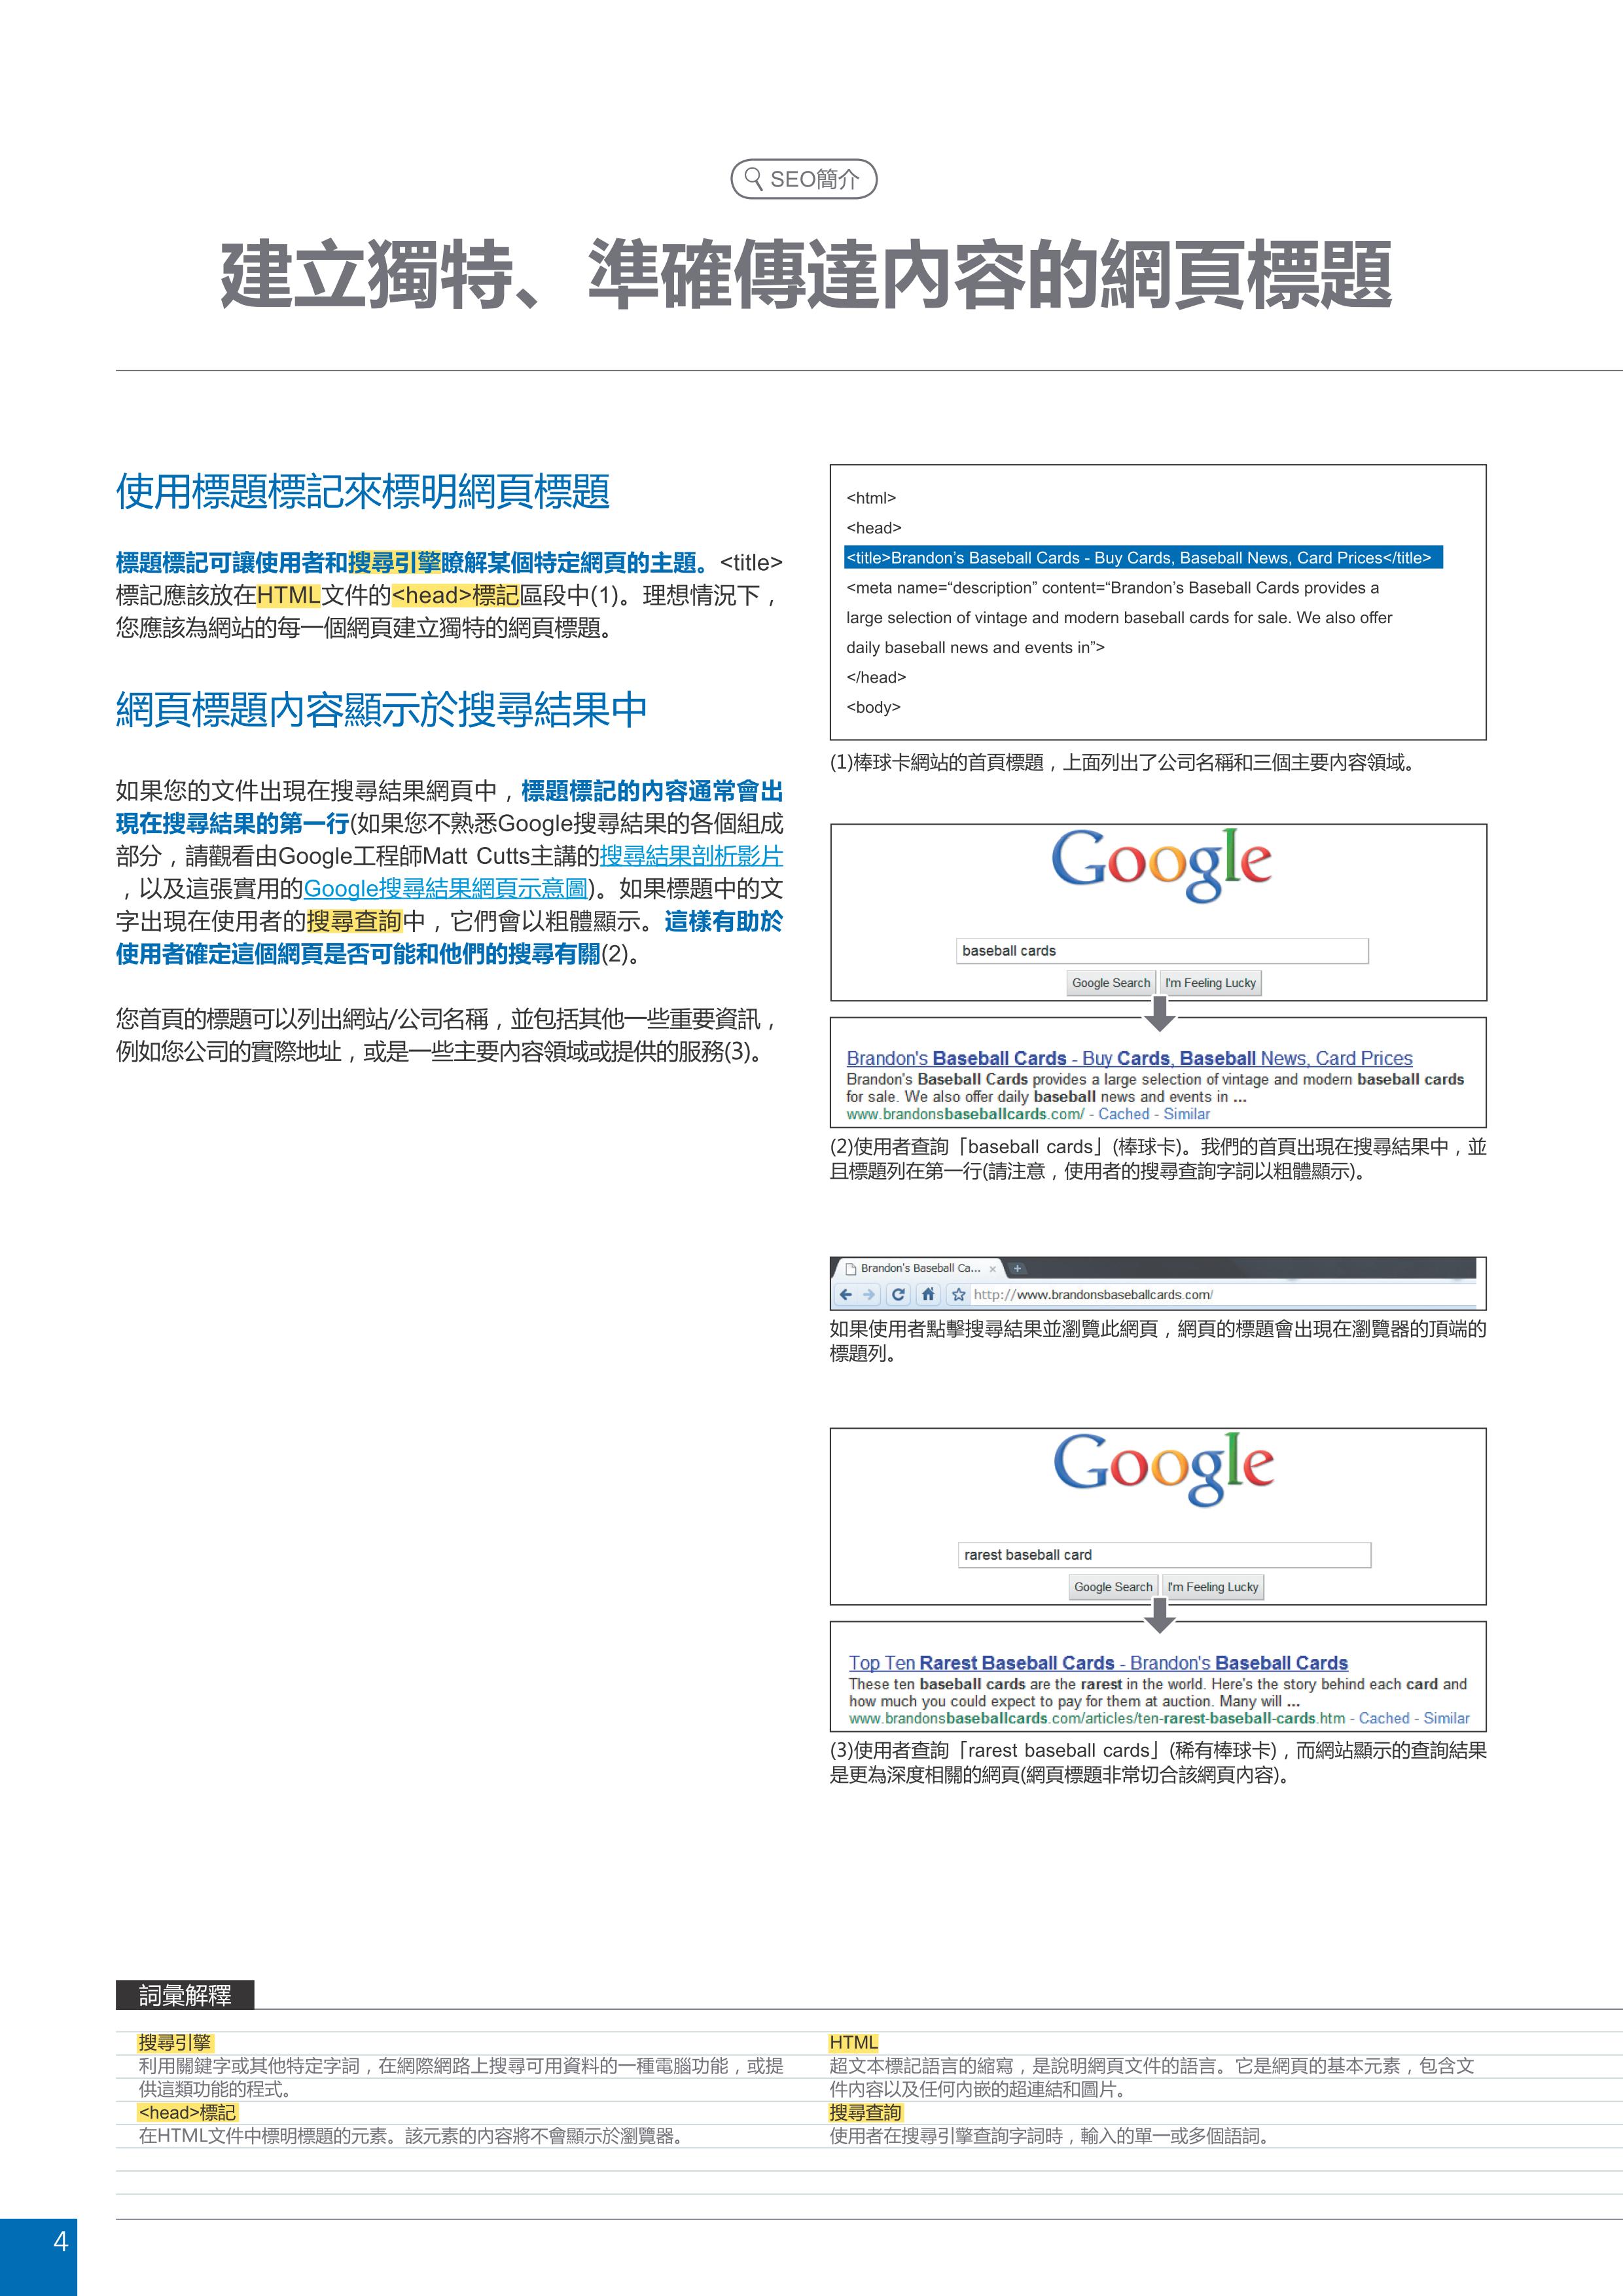 SEO簡介
建立獨特、準確傳達內容的網頁標題
使用標題標記來標明網頁標題
標題標記可讓使用者和搜尋引擎瞭解某個特定網頁的主題。<title>
標記應該放在HTML文件的<head>標記區段中(1)。理想情況下，
您應該為網站的每一個網頁建立獨特的網頁標題。
網頁標題內容顯示於搜尋結果中
如果您的文件出現在搜尋結果網頁中，標題標記的內容通常會出
現在搜尋結果的第一行(如果您不熟悉Google搜尋結果的各個組成
部分，請觀看由Google工程師Matt Cutts主講的搜尋結果剖析影片
，以及這張實用的Google搜尋結果網頁示意圖)。如果標題中的文
字出現在使用者的搜尋查詢中，它們會以粗體顯示。這樣有助於
使用者確定這個網頁是否可能和他們的搜尋有關(2)。
您首頁的標題可以列出網站/公司名稱，並包括其他一些重要資訊，
例如您公司的實際地址，或是一些主要內容領域或提供的服務(3)。
<html>
<head>
<title>Brandon’s Baseball Cards - Buy Cards, Baseball News, Card Prices</title>
<meta name=“description” content=“Brandon’s Baseball Cards provides a
large selection of vintage and modern baseball cards for sale. We also offer
daily baseball news and events in”>
</head>
<body>
(1)棒球卡網站的首頁標題，上面列出了公司名稱和三個主要內容領域。
Google
baseball cards
Google Search I'm Feeling Lucky
Brandon's Baseball Cards - Buy Cards, Baseball News, Card Prices
Brandon's Baseball Cards provides a large selection of vintage and modern baseball cards
for sale. We also offer daily baseball news and events in ...
www.brandonsbaseballcards.com/ - Cached - Similar
(2)使用者查詢「baseball cards」(棒球卡)。我們的首頁出現在搜尋結果中，並
且標題列在第一行(請注意，使用者的搜尋查詢字詞以粗體顯示)。
Brandon's Baseball Ca...
http://www.brandonsbaseballcards.com/
如果使用者點擊搜尋結果並瀏覽此網頁，網頁的標題會出現在瀏覽器的頂端的
標題列。
Google
rarest baseball card
Google Search I'm Feeling Lucky
Top Ten Rarest Baseball Cards - Brandon's Baseball Cards
These ten baseball cards are the rarest in the world. Here's the story behind each card and
how much you could expect to pay for them at auction. Many will ...
www.brandonsbaseballcards.com/articles/ten-rarest-baseball-cards.htm - Cached - Similar
(3)使用者查詢「rarest baseball cards」(稀有棒球卡)，而網站顯示的查詢結果
是更為深度相關的網頁(網頁標題非常切合該網頁內容)。
詞彙解釋
搜尋引擎
利用關鍵字或其他特定字詞，在網際網路上搜尋可用資料的一種電腦功能，或提
供這類功能的程式。
<head>標記
在HTML文件中標明標題的元素。該元素的內容將不會顯示於瀏覽器。
HTML
超文本標記語言的縮寫，是說明網頁文件的語言。它是網頁的基本元素，包含文
件內容以及任何內嵌的超連結和圖片。
搜尋查詢
使用者在搜尋引擎查詢字詞時，輸入的單一或多個語詞。
4